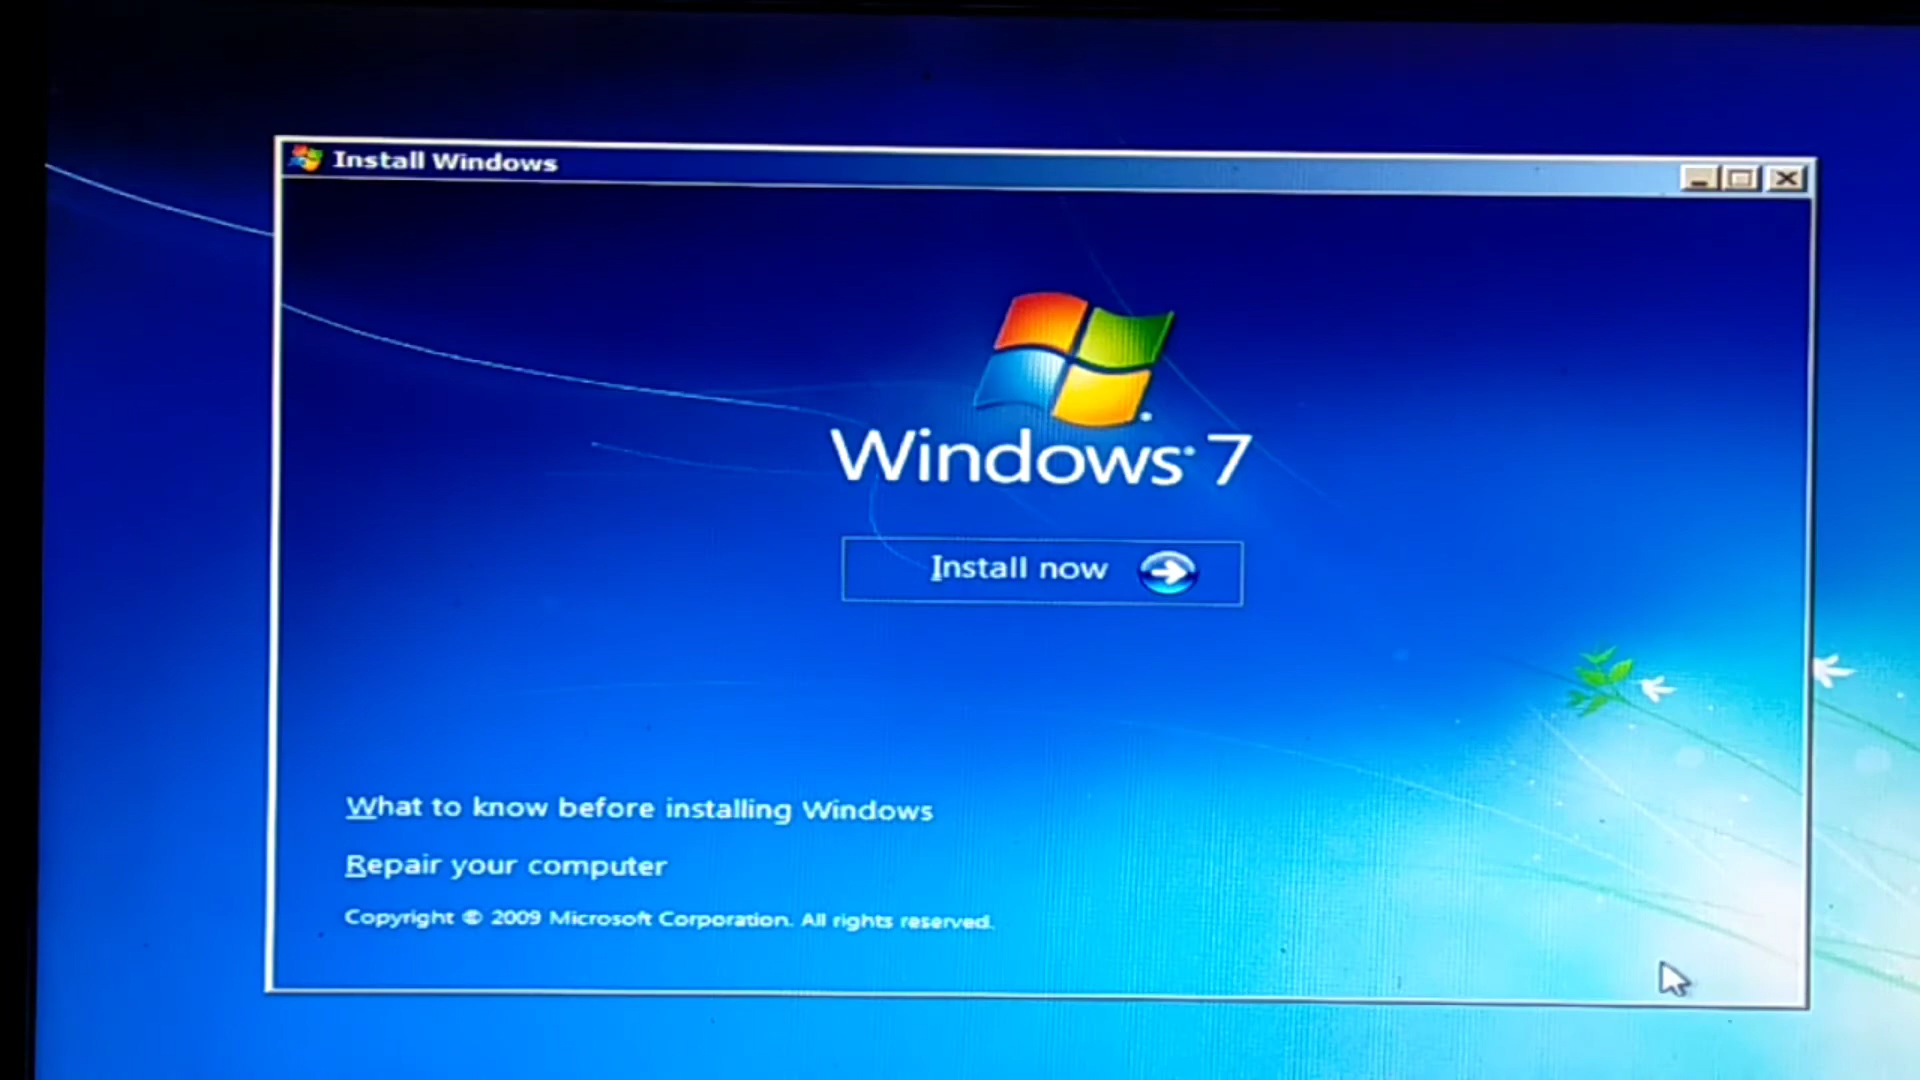 Install Windows
Windows 7
Install now
What to know before installing Windows
Repair your computer
Copyright © 2009 Microsoft Corporation. All rights reserved.